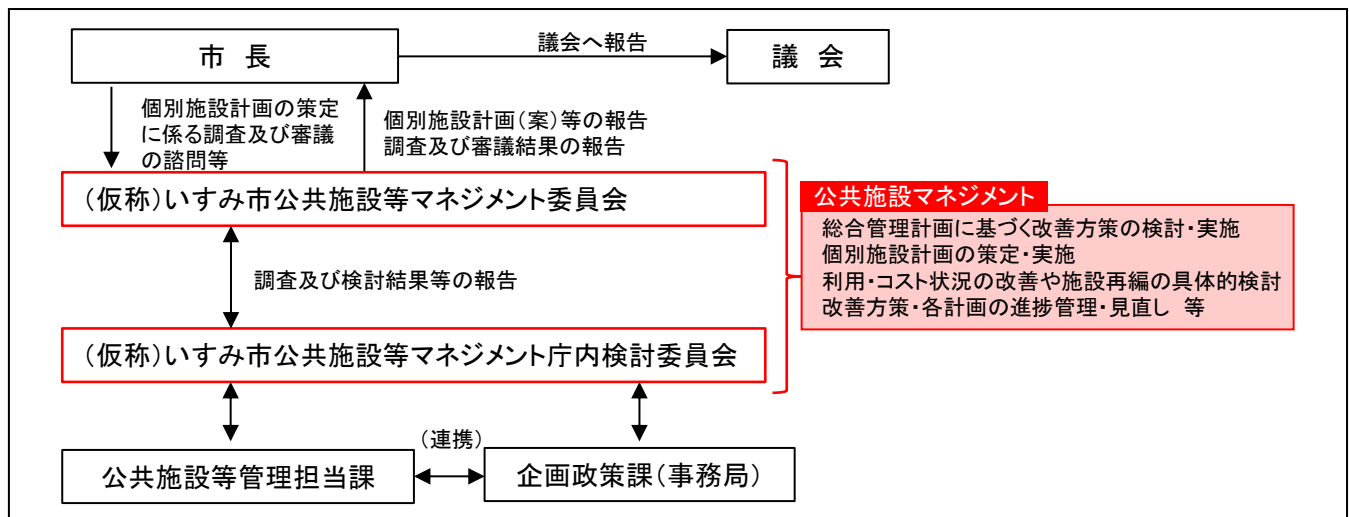 市 長
議会へ報告
議 会
個別施設計画の策定
に係る調査及び審議
の諮問等
個別施設計画（案）等の報告
調査及び審議結果の報告
（仮称）いすみ市公共施設等マネジメント委員会
公共施設マネジメント
総合管理計画に基づく改善方策の検討・実施
個別施設計画の策定・実施
利用・コスト状況の改善や施設再編の具体的検討
改善方策・各計画の進捗管理・見直し 等
調査及び検討結果等の報告
（仮称）いすみ市公共施設等マネジメント庁内検討委員会
（連携）
公共施設等管理担当課
企画政策課（事務局）